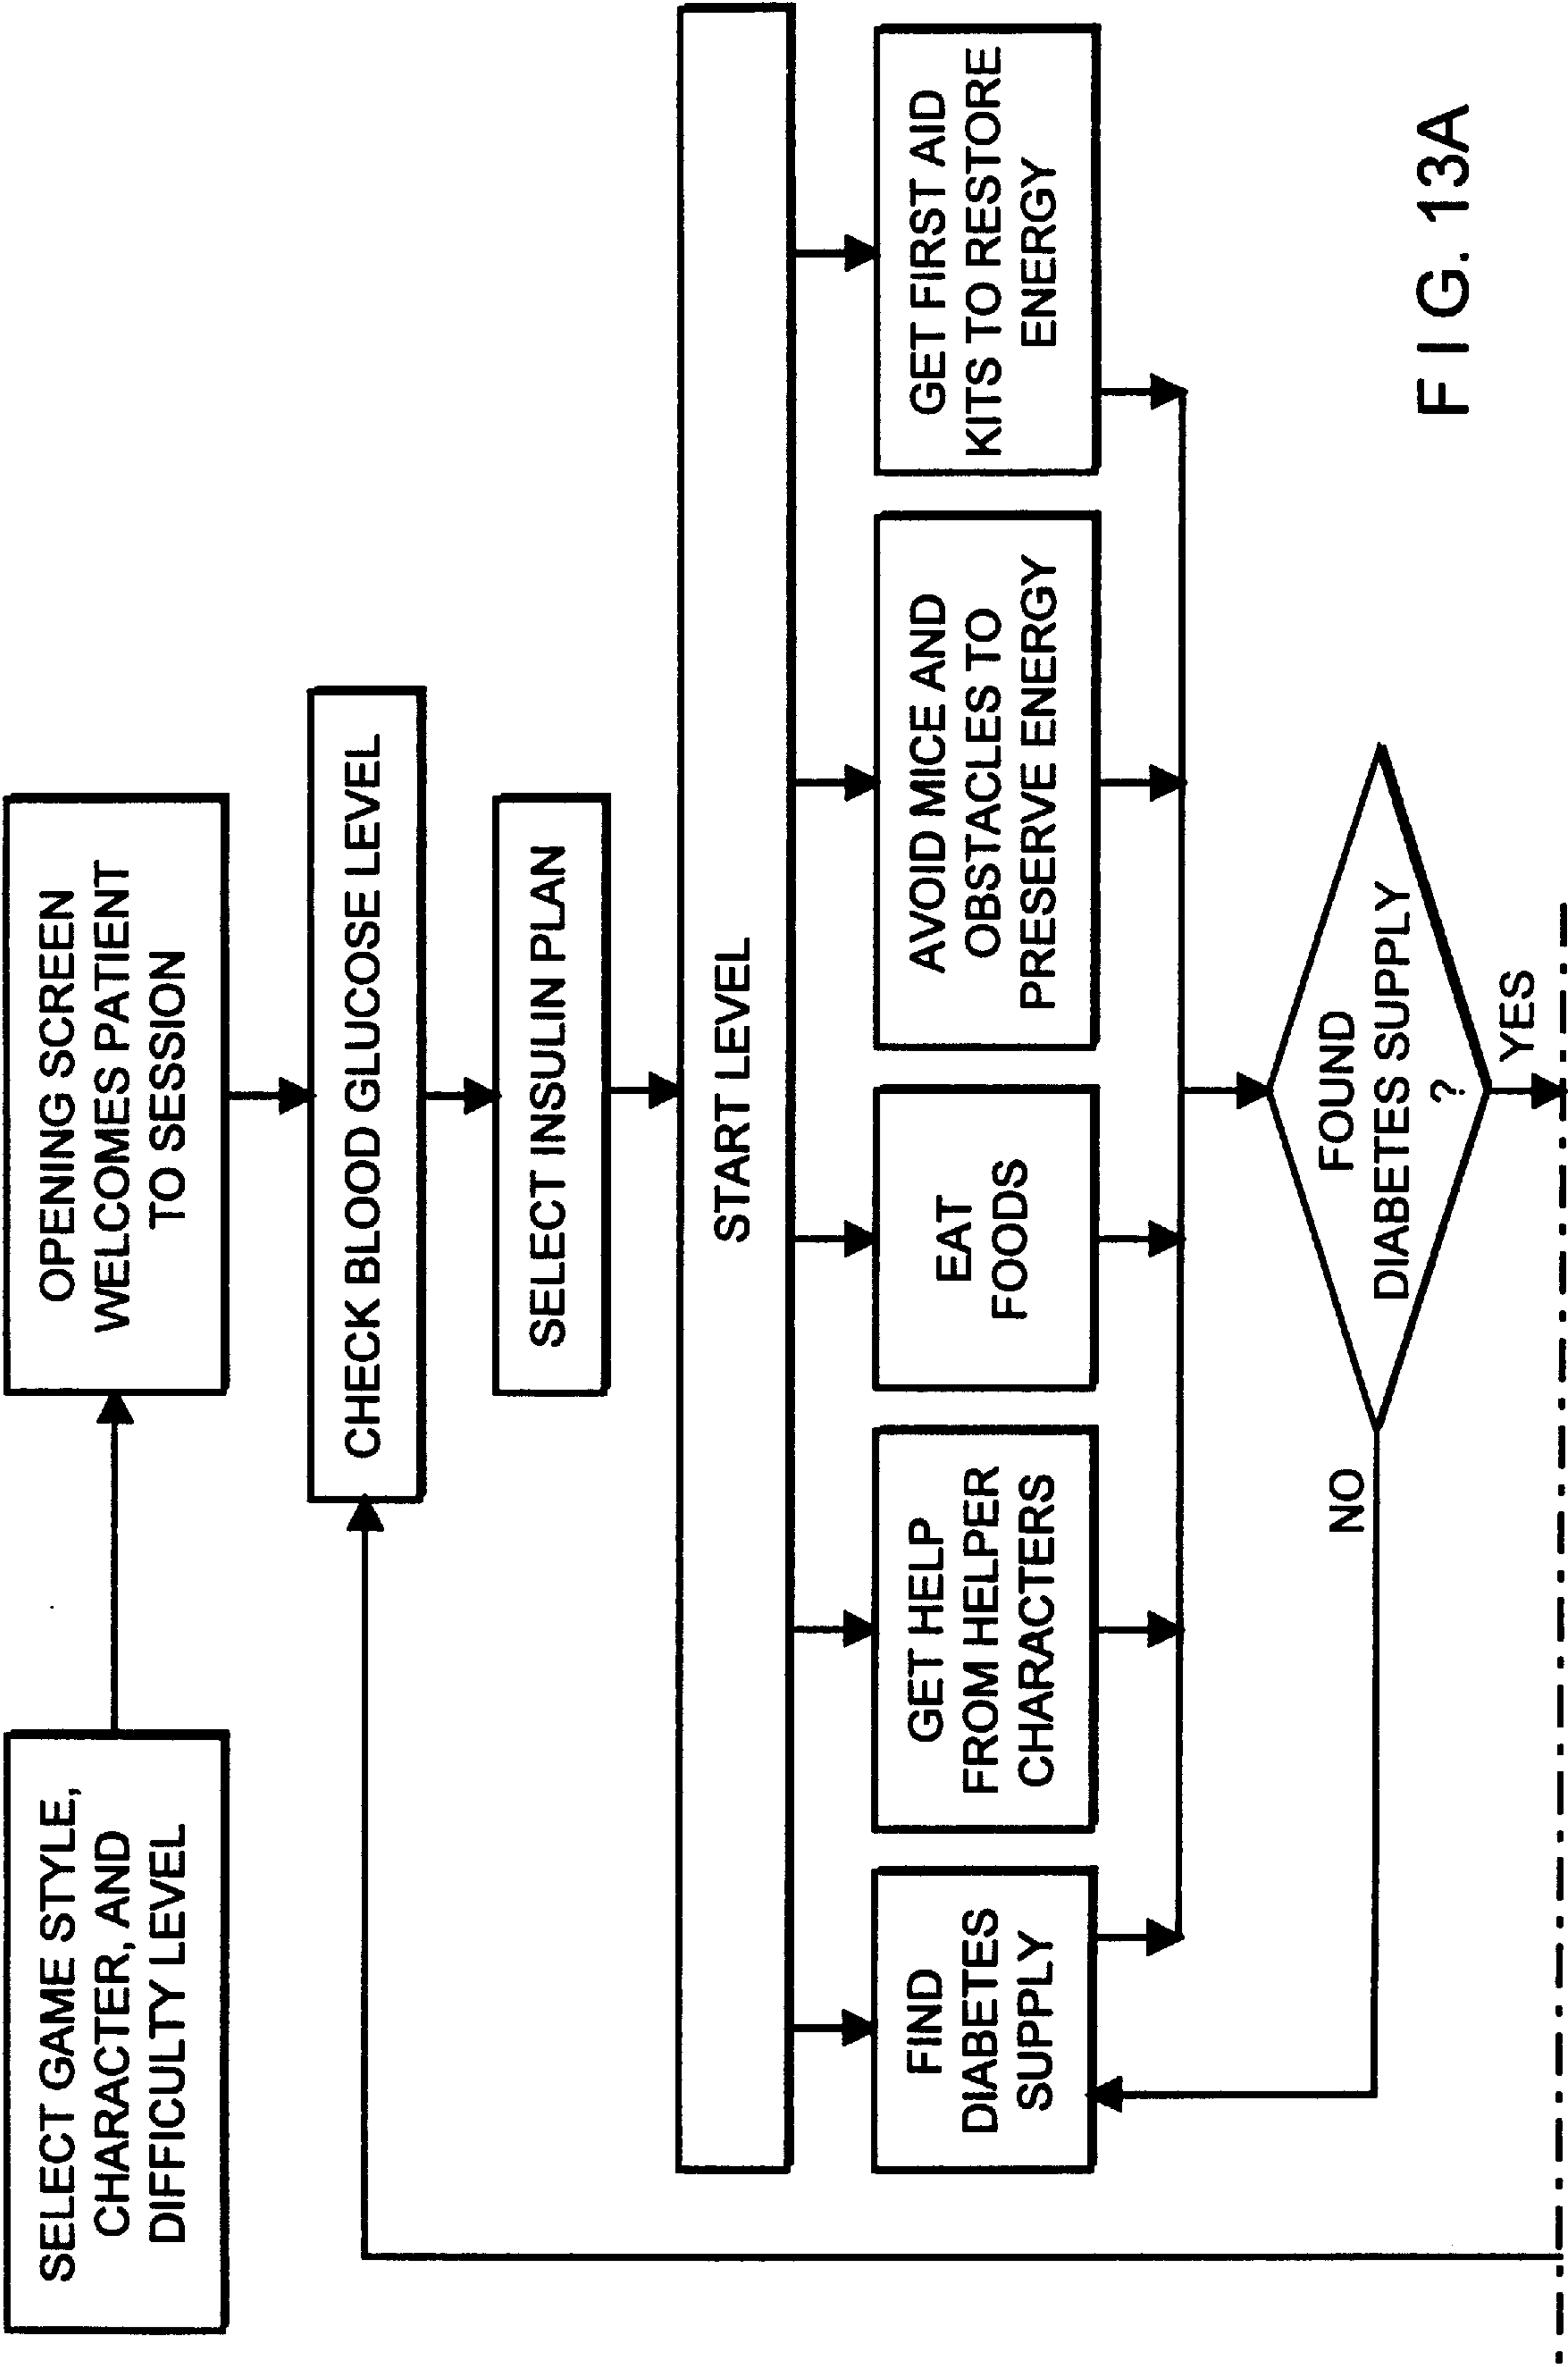 SELECT GAME STYLE,
CHARACTER, AND
DIFFICULTY LEVEL
OPENING SCREEN
WELCOMES PATIENT
TO SESSION
CHECK BLOOD GLUCOSE LEVEL
SELECT INSULIN PLAN
START LEVEL
FIND
DIABETES
SUPPLY
GET HELP
FROM HELPER
CHARACTERS
EAT
FOODS
AVOID MICE AND
OBSTACLES TO
PRESERVE ENERGY
GET FIRST AID
KITS TO RESTORE
ENERGY
NO
FOUND
DIABETES SUPPLY
?
YES
FIG. 13A